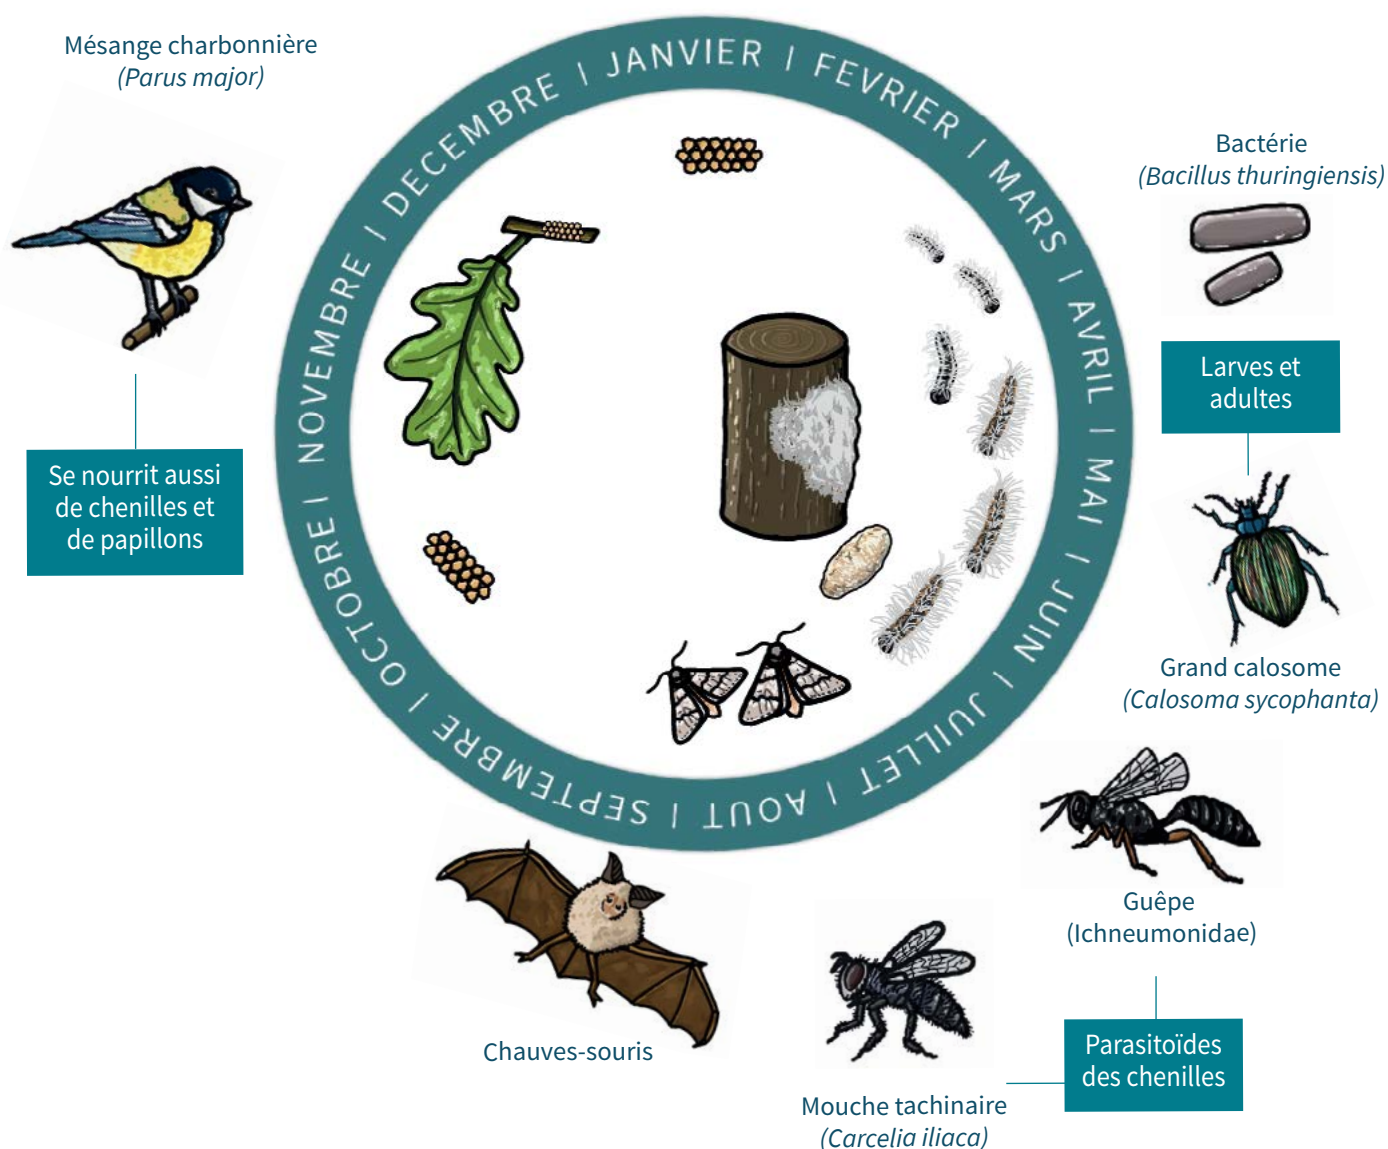 Mésange charbonnière
(Parus major)
JANVIER | FEVRIER | MARS | AVRIL | MAI | JUIN | JUILLET | AOUT | SEPTEMBRE | OCTOBRE | NOVEMBRE | DECEMBRE |
Bactérie
(Bacillus thuringiensis)
Larves et
adultes
Se nourrit aussi
de chenilles et
de papillons
Grand calosome
(Calosoma sycophanta)
Guêpe
(Ichneumonidae)
Chauves-souris
Parasitoïdes
des chenilles
Mouche tachinaire
(Carcelia iliaca)